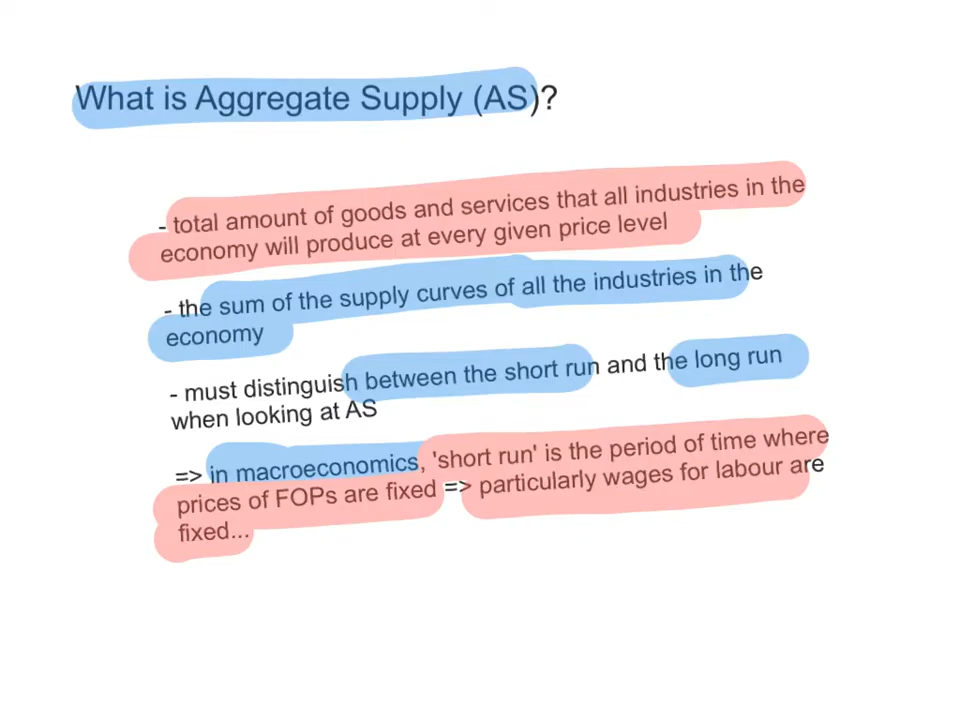 What is Aggregate Supply (AS)?
- total amount of goods and services that all industries in the
economy will produce at every given price level
- the sum of the supply curves of all the industries in the
economy
- must distinguish between the short run and the long run
when looking at AS
=> in macroeconomics, 'short run' is the period of time where
prices of FOPs are fixed => particularly wages for labour are
fixed...